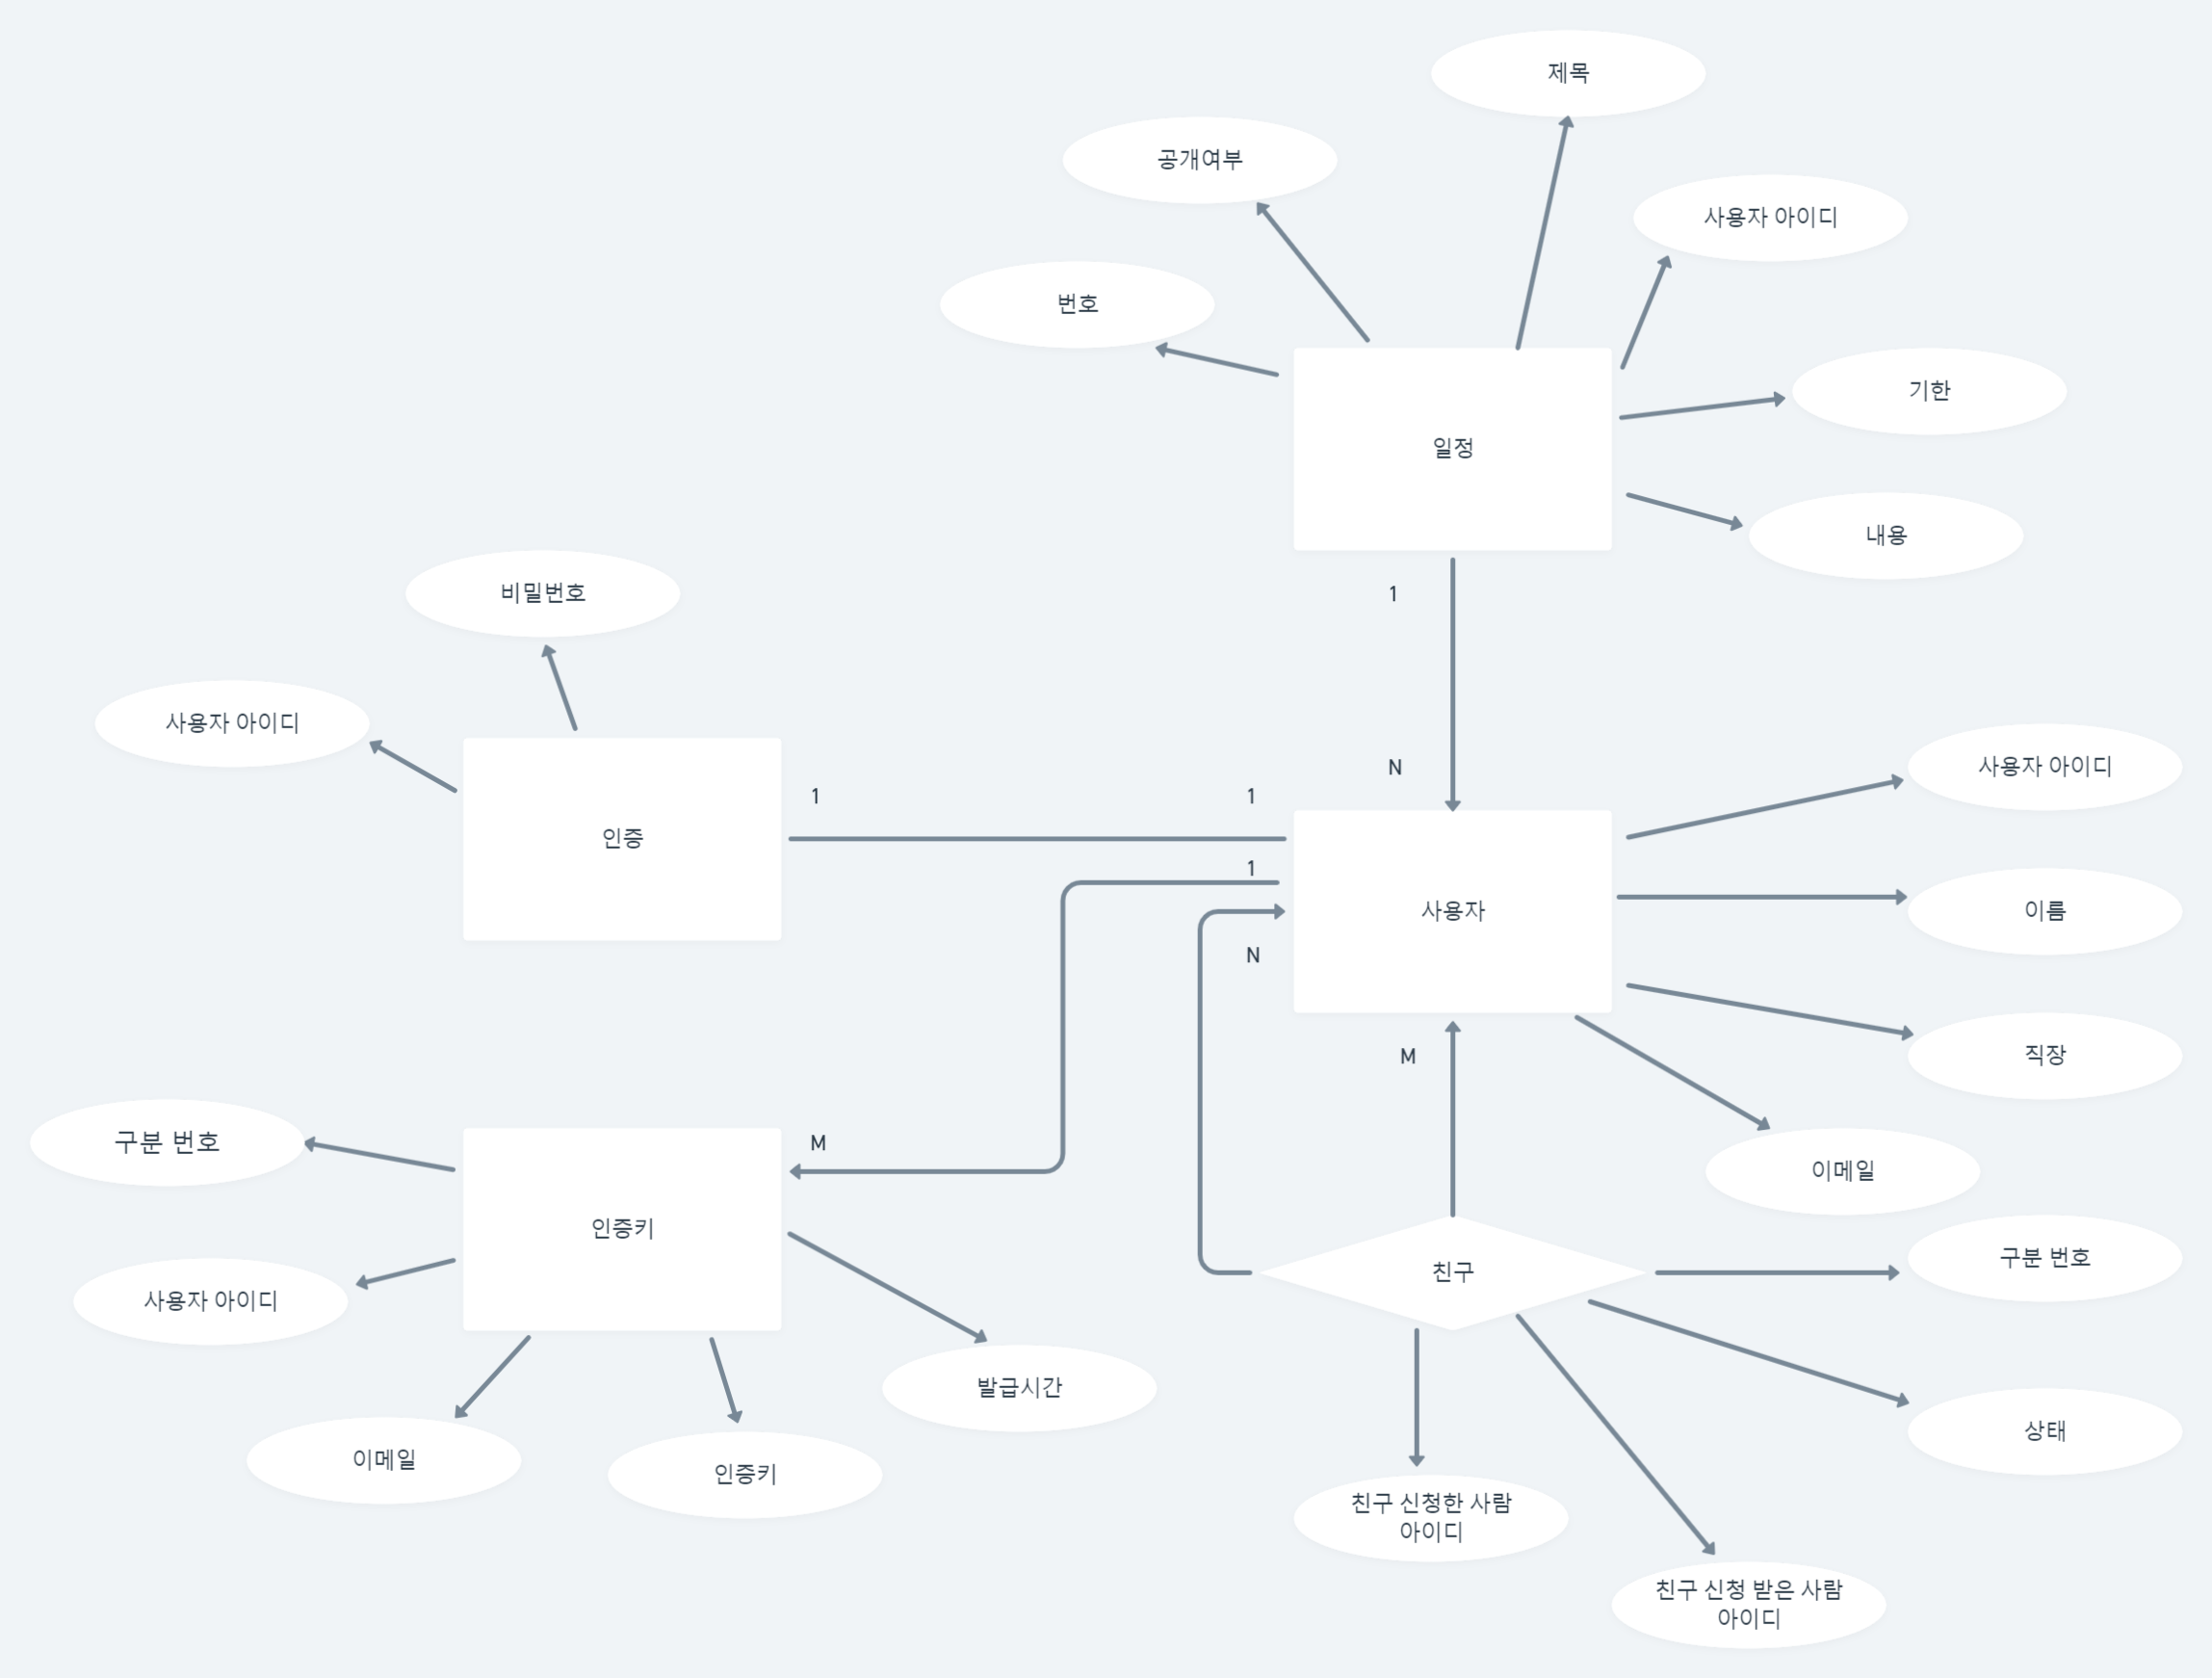 제목
공개여부
사용자 아이디
번호
기한
일정
내용
비밀번호
1
사용자 아이디
N
사용자 아이디
1
1
인증
1
사용자
이름
N
M
직장
구분 번호
M
이메일
인증키
친구
구분 번호
사용자 아이디
발급시간
상태
이메일
인증키
친구 신청한 사람
아이디
친구 신청 받은 사람
아이디